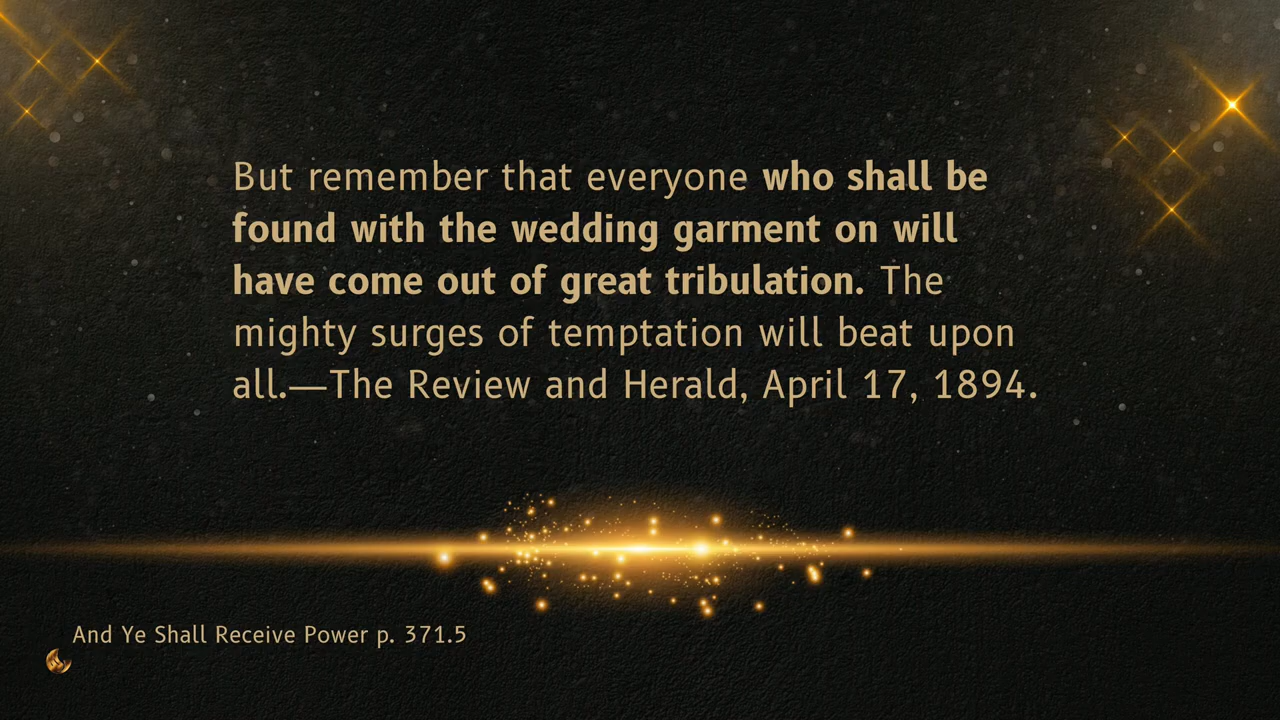 But remember that everyone who shall be
found with the wedding garment on will
have come out of great tribulation. The
mighty surges of temptation will beat upon
all.—The Review and Herald, April 17, 1894.
And Ye Shall Receive Power p. 371.5